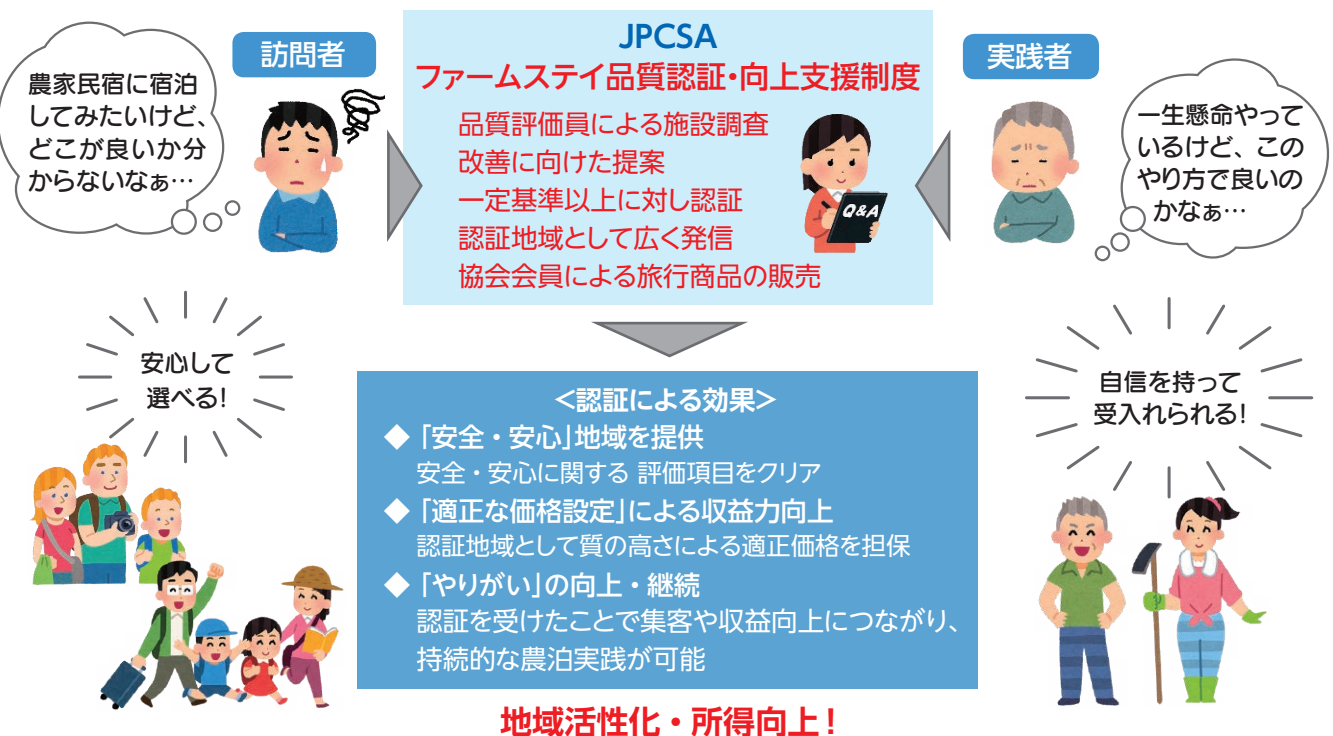 訪問者
農家民宿に宿泊
してみたいけど、
どこが良いか分
からないなぁ…
JPCSA
ファームステイ品質認証・向上支援制度
品質評価員による施設調査
改善に向けた提案
一定基準以上に対し認証
認証地域として広く発信
協会会員による旅行商品の販売
Q&A
実践者
一生懸命やって
いるけど、この
やり方で良いの
かなぁ…
安心して
選べる!
<認証による効果>
◆「安全・安心」地域を提供
安全・安心に関する 評価項目をクリア
◆「適正な価格設定」による収益力向上
認証地域として質の高さによる適正価格を担保
◆「やりがい」の向上・継続
認証を受けたことで集客や収益向上につながり、
持続的な農泊実践が可能
自信を持って
受入れられる!
地域活性化・所得向上!